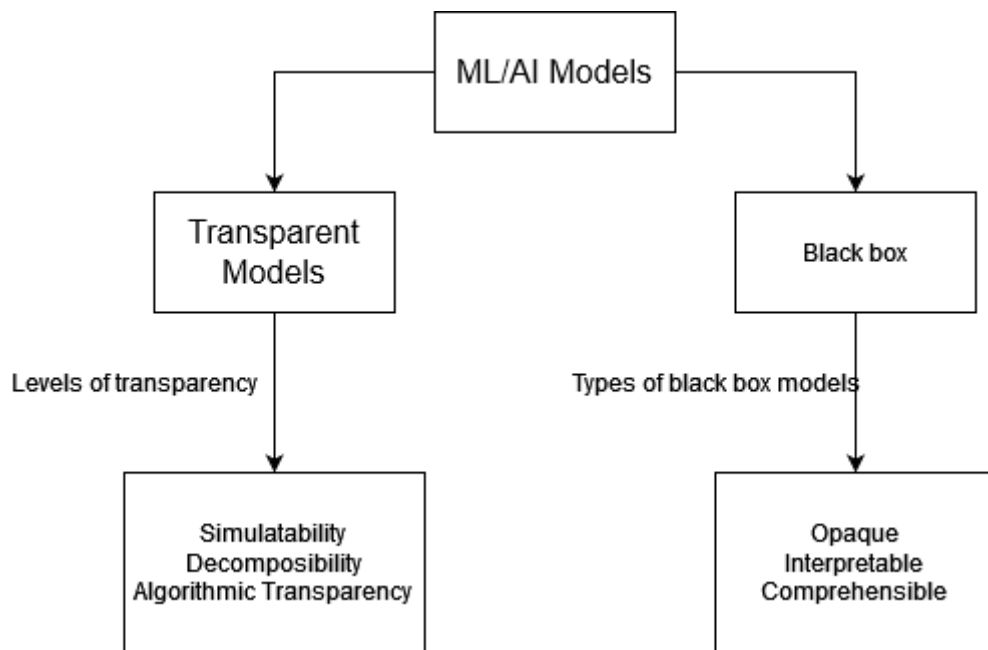 ML/AI Models
Transparent
Models
Black box
Levels of transparency
Types of black box models
Simulatability
Decomposibility
Algorithmic Transparency
Opaque
Interpretable
Comprehensible